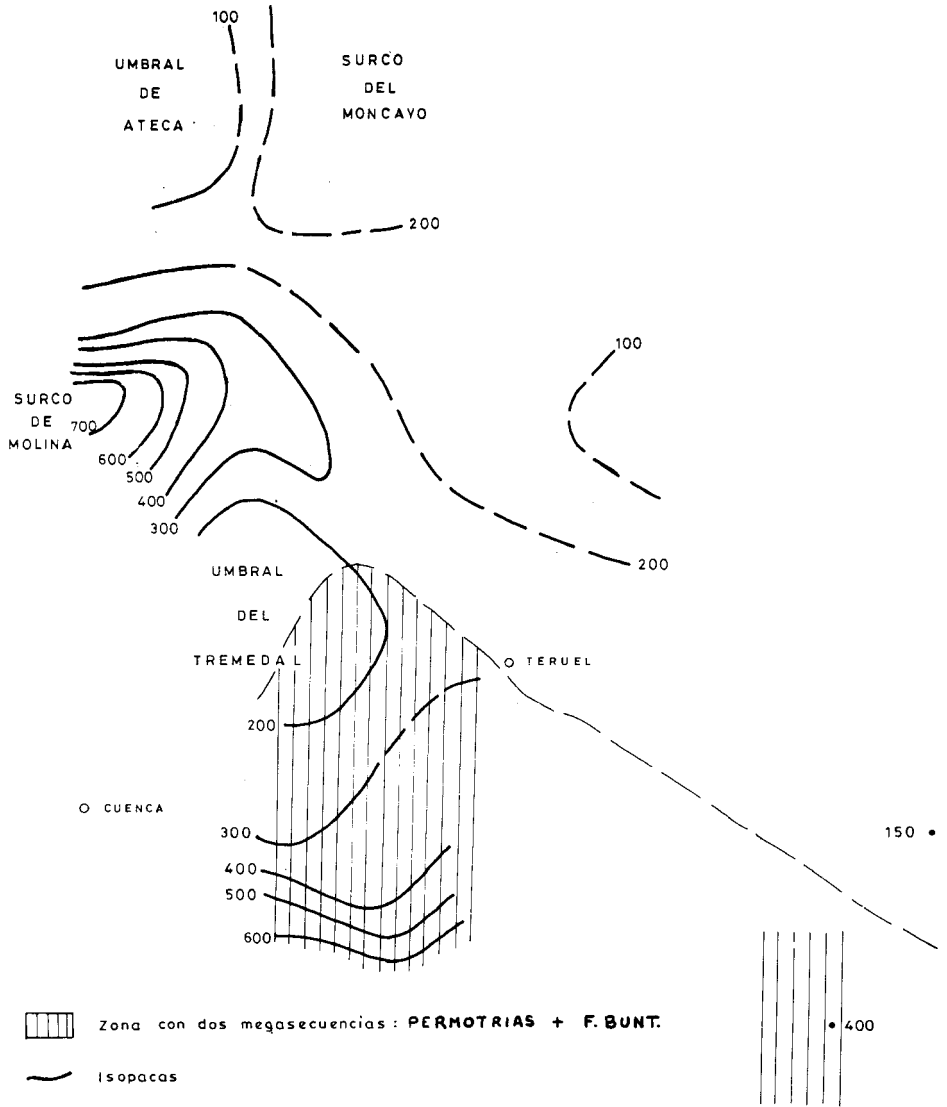 100
UMBRAL
DE
ATECA
SURCO
DEL
MONCAYO
200
100
SURCO
DE
MOLINA
700
600
500
400
300
200
UMBRAL
DEL
TREMEDAL
TERUEL
200
CUENCA
300
400
500
600
150
400
Zona con dos megasecuencias: PERMOTRIAS + F. BUNT.
Isopacas